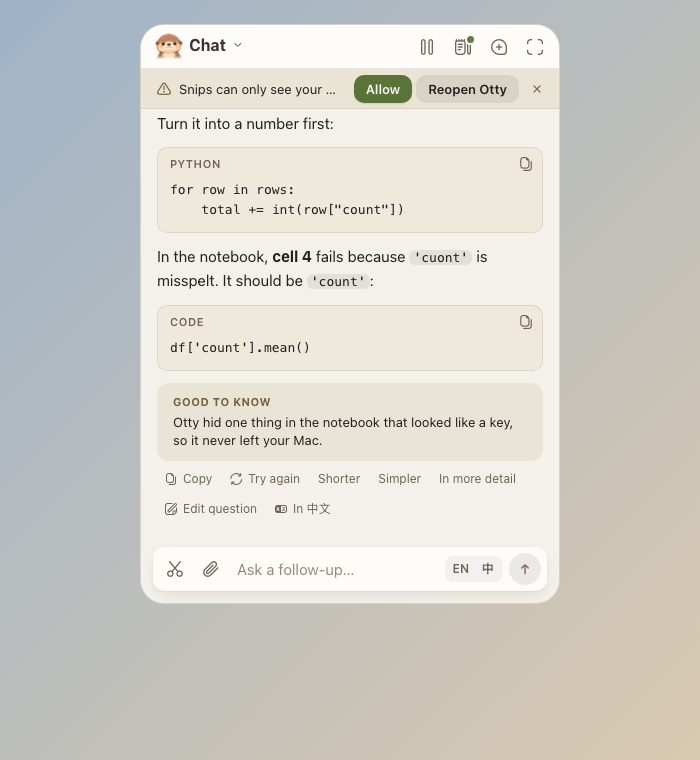 Chat
Snips can only see your ...
Allow
Reopen Otty
Turn it into a number first:
PYTHON
for row in rows:
    total += int(row["count"])
In the notebook, cell 4 fails because 'cuont' is
misspelt. It should be 'count':
CODE
df['count'].mean()
GOOD TO KNOW
Otty hid one thing in the notebook that looked like a key,
so it never left your Mac.
Copy
Try again
Shorter
Simpler
In more detail
Edit question
In 中文
Ask a follow-up...
EN 中